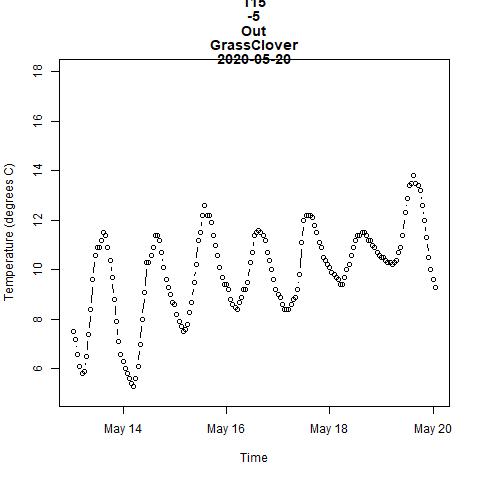 T15
-5
Out
GrassClover
2020-05-20
Temperature (degrees C)
18
16
14
12
10
8
6
May 14
May 16
May 18
May 20
Time